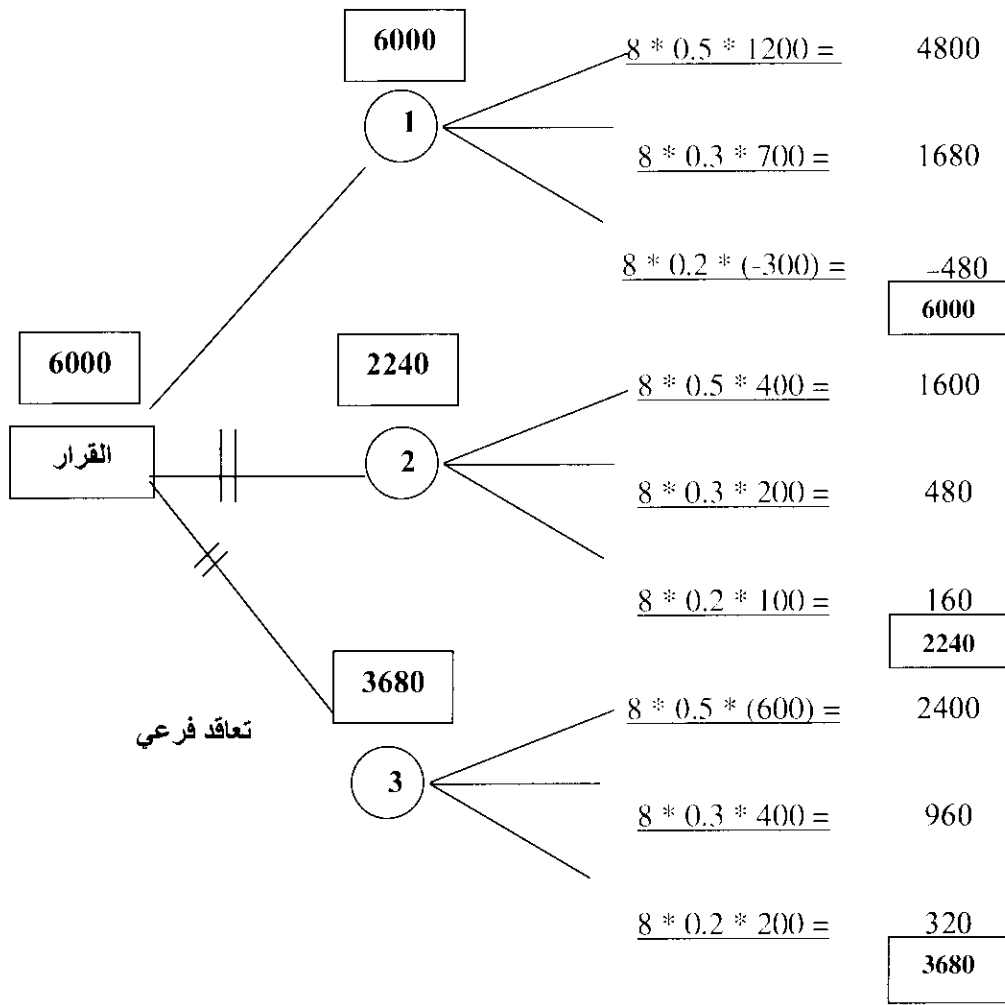 6000
8 * 0.5 * 1200 = 4800
1
8 * 0.3 * 700 = 1680
8 * 0.2 * (-300) = -480
6000
6000
2240
8 * 0.5 * 400 = 1600
القرار
2
8 * 0.3 * 200 = 480
8 * 0.2 * 100 = 160
2240
3680
8 * 0.5 * (600) = 2400
تعاقد فرعي
3
8 * 0.3 * 400 = 960
8 * 0.2 * 200 = 320
3680